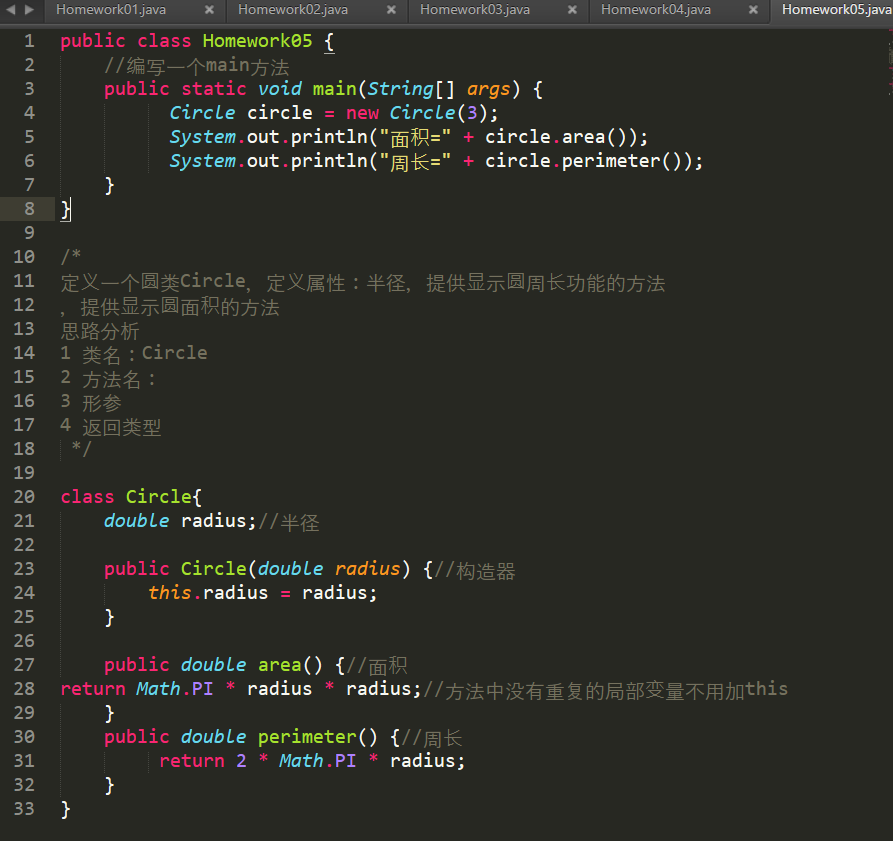 Homework01.java × Homework02.java × Homework03.java × Homework04.java × Homework05.java
1 public class Homework05 {
2 //编写一个main方法
3 public static void main(String[] args) {
4 Circle circle = new Circle(3);
5 System.out.println("面积=" + circle.area());
6 System.out.println("周长=" + circle.perimeter());
7 }
8 }
9
10 /*
11 定义一个圆类Circle, 定义属性：半径, 提供显示圆周长功能的方法
12 , 提供显示圆面积的方法
13 思路分析
14 1 类名：Circle
15 2 方法名：
16 3 形参
17 4 返回类型
18 */
19
20 class Circle{
21 double radius;//半径
22
23 public Circle(double radius) {//构造器
24 this.radius = radius;
25 }
26
27 public double area() {//面积
28 return Math.PI * radius * radius;//方法中没有重复的局部变量不用加this
29 }
30 public double perimeter() {//周长
31 return 2 * Math.PI * radius;
32 }
33 }